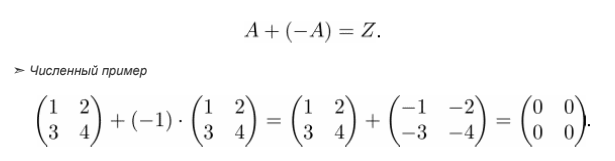 A + (−A) = Z.
➣ Численный пример
(1 2 3 4) + (−1) · (1 2 3 4) = (1 2 3 4) + (−1 −2 −3 −4) = (0 0 0 0).